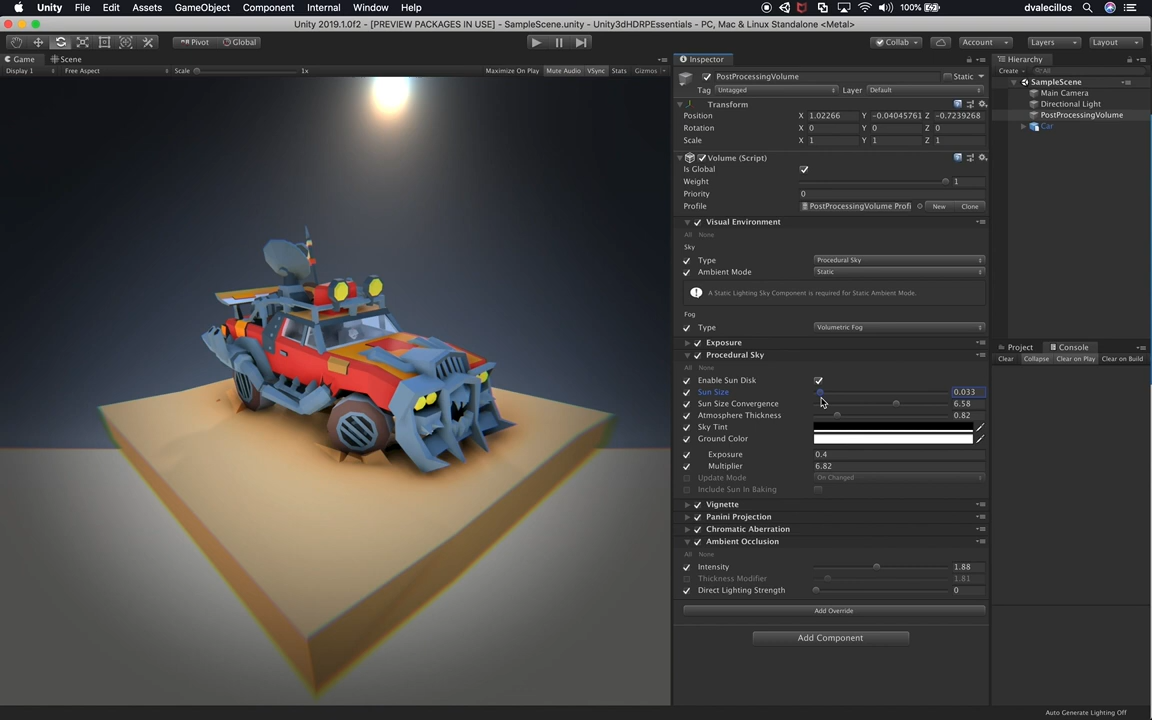 Unity File Edit Assets GameObject Component Internal Window Help 100% dvalecillos
Unity 2019.1.0f2 - [PREVIEW PACKAGES IN USE] - SampleScene.unity - Unity3dHDRPEssentials - PC, Mac & Linux Standalone <Metal>
Pivot Global Collab Account Layers Layout
Game Scene
Display 1 Free Aspect Scale 1x Maximize On Play Mute Audio VSync Stats Gizmos
Inspector
PostProcessingVolume Static
Tag Untagged Layer Default
Transform
Position X 1.02266 Y -0.04045761 Z -0.7239268
Rotation X 0 Y 0 Z 0
Scale X 1 Y 1 Z 1
Volume (Script)
Is Global
Weight 1
Priority 0
Profile PostProcessingVolume Profi New Clone
Visual Environment
All None
Sky
Type Procedural Sky
Ambient Mode Static
A Static Lighting Sky Component is required for Static Ambient Mode.
Fog
Type Volumetric Fog
Exposure
Procedural Sky
All None
Enable Sun Disk
Sun Size 0.033
Sun Size Convergence 6.58
Atmosphere Thickness 0.82
Sky Tint
Ground Color
Exposure 0.4
Multiplier 6.82
Update Mode On Changed
Include Sun In Baking
Vignette
Panini Projection
Chromatic Aberration
Ambient Occlusion
All None
Intensity 1.88
Thickness Modifier 1.81
Direct Lighting Strength 0
Add Override
Add Component
Hierarchy
Create All
SampleScene
Main Camera
Directional Light
PostProcessingVolume
Car
Project Console
Clear Collapse Clear on Play Clear on Build
Auto Generate Lighting Off